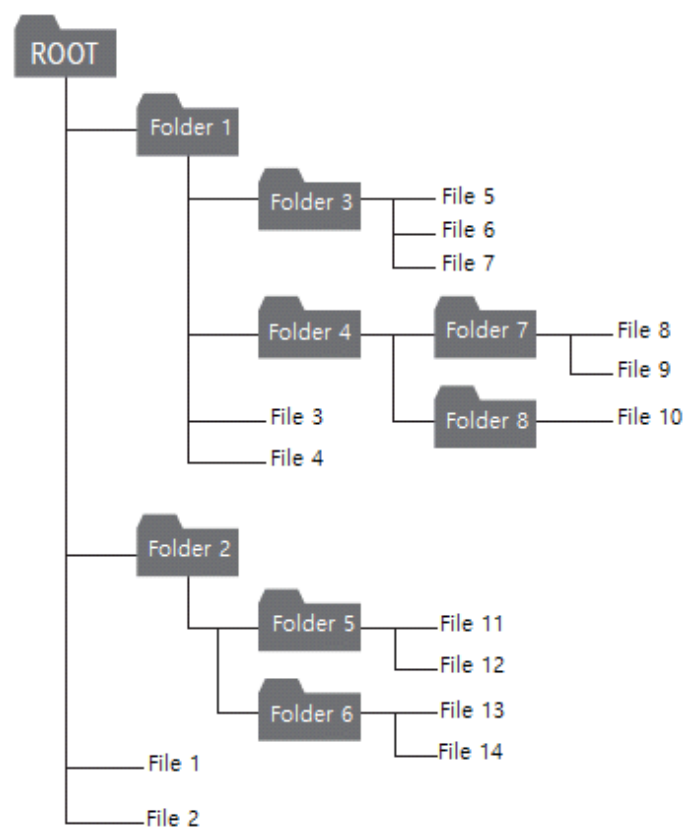 ROOT
Folder 1
Folder 3
File 5
File 6
File 7
Folder 4
Folder 7
File 8
File 9
Folder 8
File 10
File 3
File 4
Folder 2
Folder 5
File 11
File 12
Folder 6
File 13
File 14
File 1
File 2